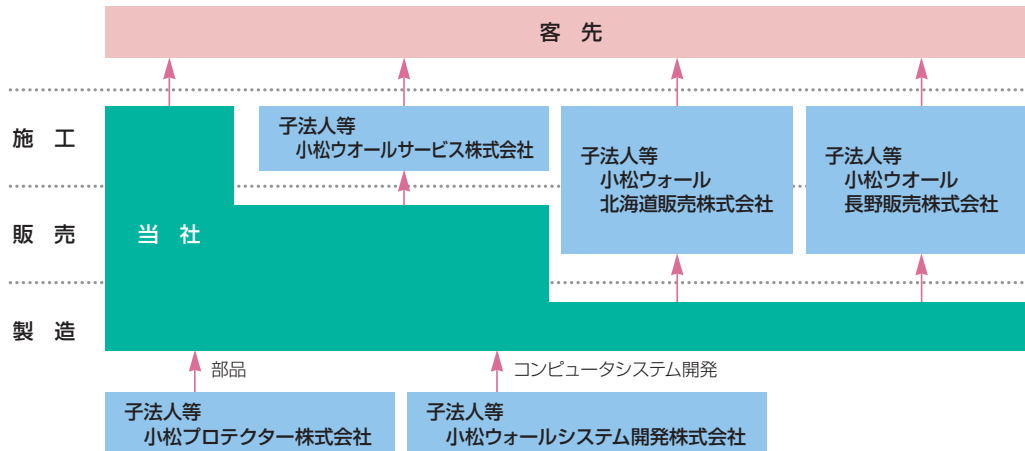 客 先
施 工
子法人等
小松ウオールサービス株式会社
子法人等
小松ウォール
北海道販売株式会社
子法人等
小松ウオール
長野販売株式会社
販 売
当 社
製 造
部品
コンピュータシステム開発
子法人等
小松プロテクター株式会社
子法人等
小松ウォールシステム開発株式会社